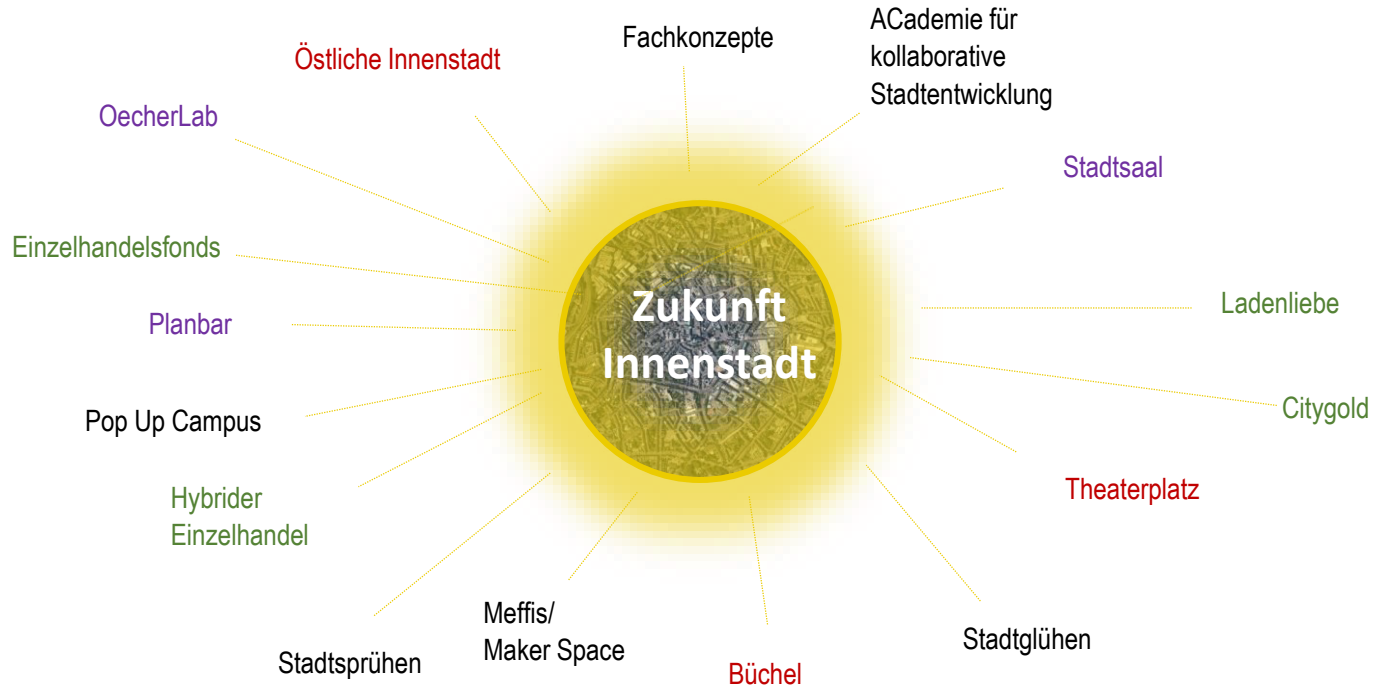 Fachkonzepte
ACademie für
kollaborative
Stadtentwicklung
Östliche Innenstadt
OecherLab
Stadtsaal
Einzelhandelsfonds
Planbar
Zukunft
Innenstadt
Ladenliebe
Citygold
Pop Up Campus
Theaterplatz
Hybrider
Einzelhandel
Meffis/
Maker Space
Stadtglühen
Stadtsprühen
Büchel